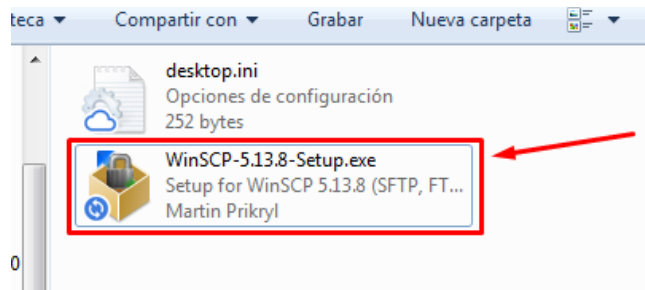 teca Compartir con Grabar Nueva carpeta
desktop.ini
Opciones de configuración
252 bytes
WinSCP-5.13.8-Setup.exe
Setup for WinSCP 5.13.8 (SFTP, FT...
Martin Prikryl
0